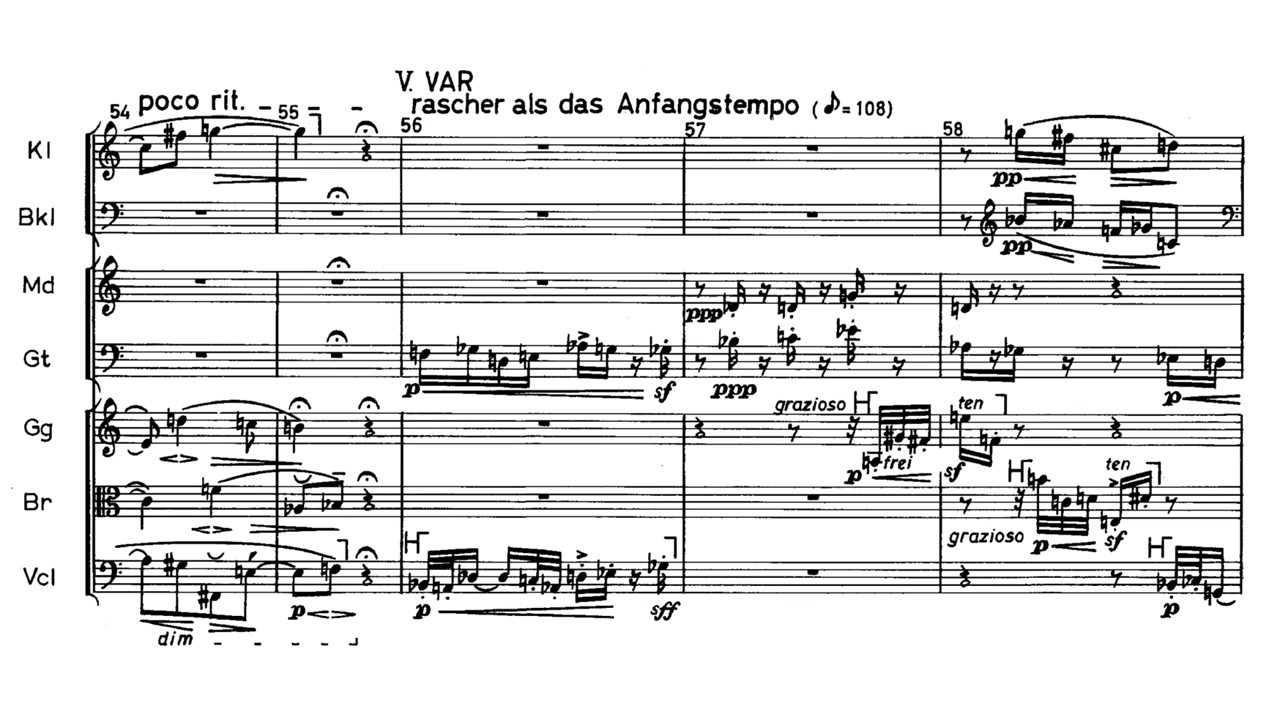 V. VAR
54 poco rit. 55 rascher als das Anfangstempo (♪=108)
56 57 58
Kl
pp
Bkl
pp
Md
ppp
Gt
p sf ppp p
grazioso H ten
Gg
p frei sf
H ten
Br
grazioso p sf
H H
Vcl
p p sff p
dim